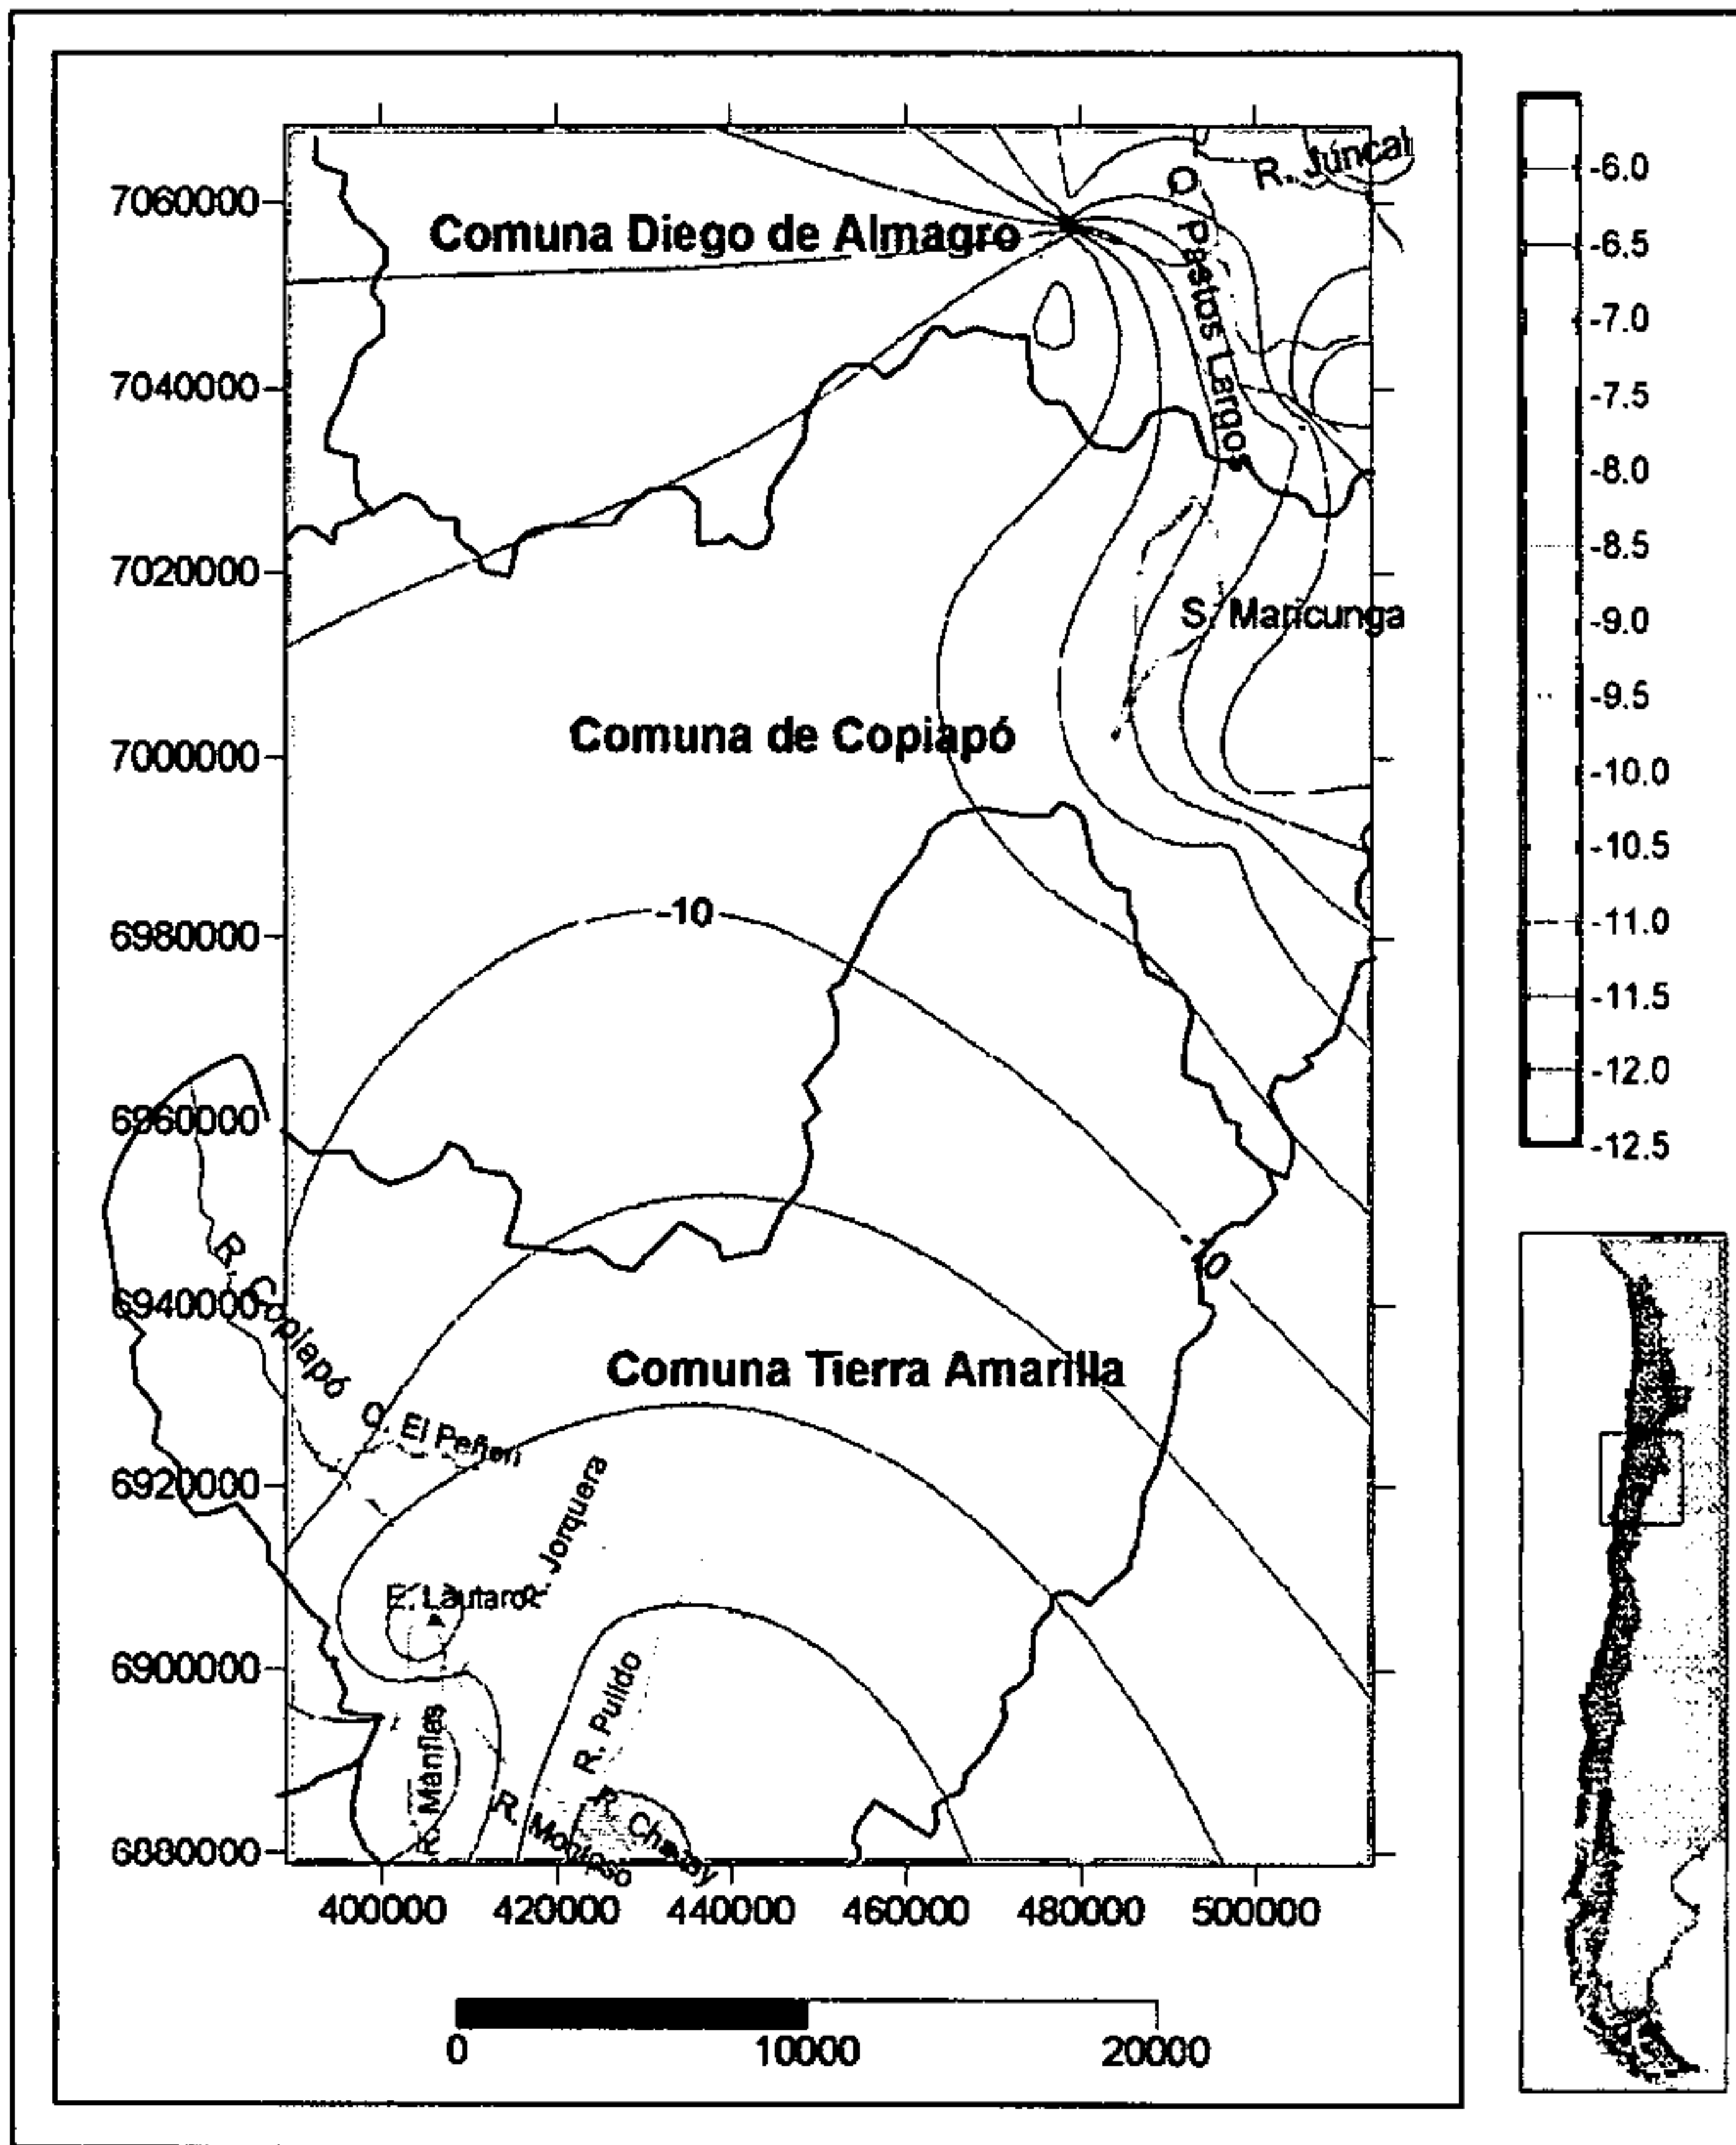 R. Juncal
7060000
Comuna Diego de Almagro
Q. Pastos Largos
7040000
7020000
S. Maricunga
Comuna de Copiapó
7000000
-10
6980000
6960000
R. Copiapó
-10
6940000
Comuna Tierra Amarilla
Q. El Peñon
6920000
R. Jorquera
E. Lautaro
6900000
R. Pulido
R. Manflas
R. Montoso
R. Chancoy
6880000
400000 420000 440000 460000 480000 500000
0 10000 20000
-6.0
-6.5
-7.0
-7.5
-8.0
-8.5
-9.0
-9.5
-10.0
-10.5
-11.0
-11.5
-12.0
-12.5